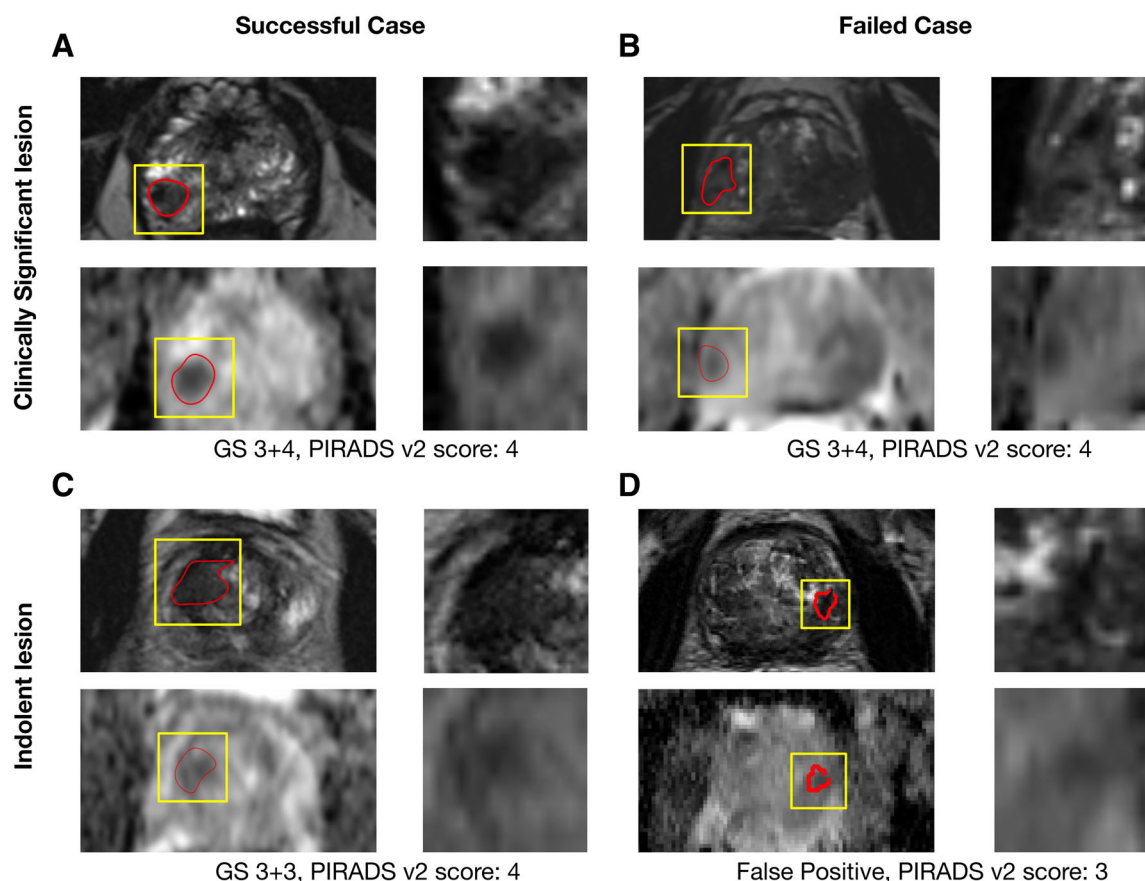 Successful Case
Failed Case
A
B
Clinically Significant lesion
GS 3+4, PIRADS v2 score: 4
GS 3+4, PIRADS v2 score: 4
C
D
Indolent lesion
GS 3+3, PIRADS v2 score: 4
False Positive, PIRADS v2 score: 3